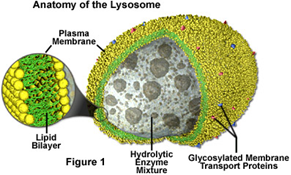 Anatomy of the Lysosome
Plasma
Membrane
Lipid
Bilayer
Figure 1
Hydrolytic
Enzyme
Mixture
Glycosylated Membrane
Transport Proteins